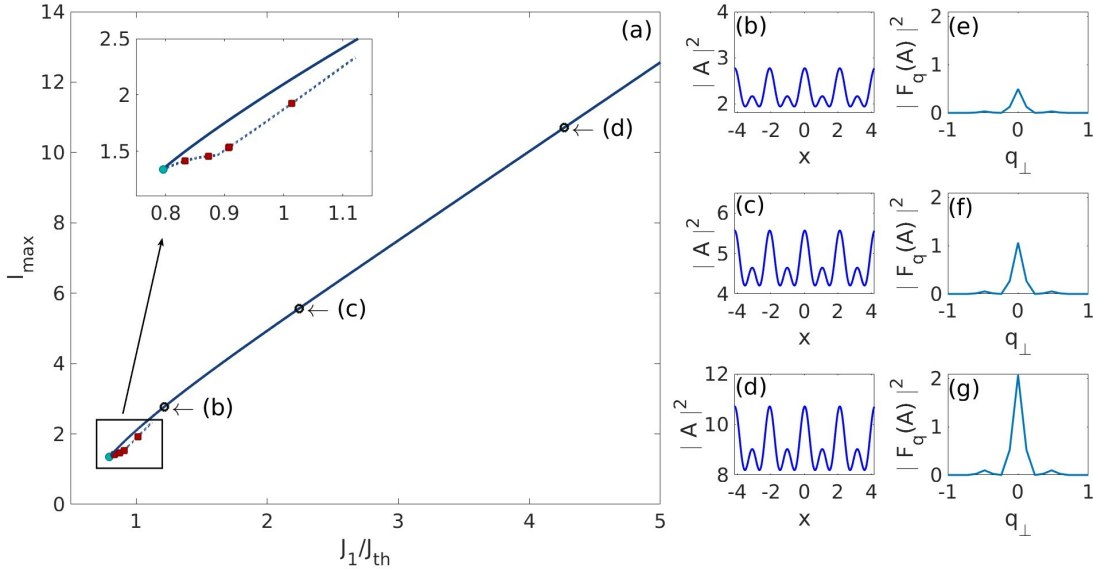 (a)
14
12
10
8
6
4
2
0
I_max
1
2
3
4
5
J_1/J_th
2.5
2
1.5
0.8
0.9
1
1.1
← (d)
← (c)
← (b)
(b)
4
3
2
| A |^2
-4 -2 0 2 4
x
(c)
6
5
4
| A |^2
-4 -2 0 2 4
x
(d)
12
10
8
| A |^2
-4 -2 0 2 4
x
(e)
2
1
0
| F_q(A) |^2
-1 0 1
q_⊥
(f)
2
1
0
| F_q(A) |^2
-1 0 1
q_⊥
(g)
2
1
0
| F_q(A) |^2
-1 0 1
q_⊥